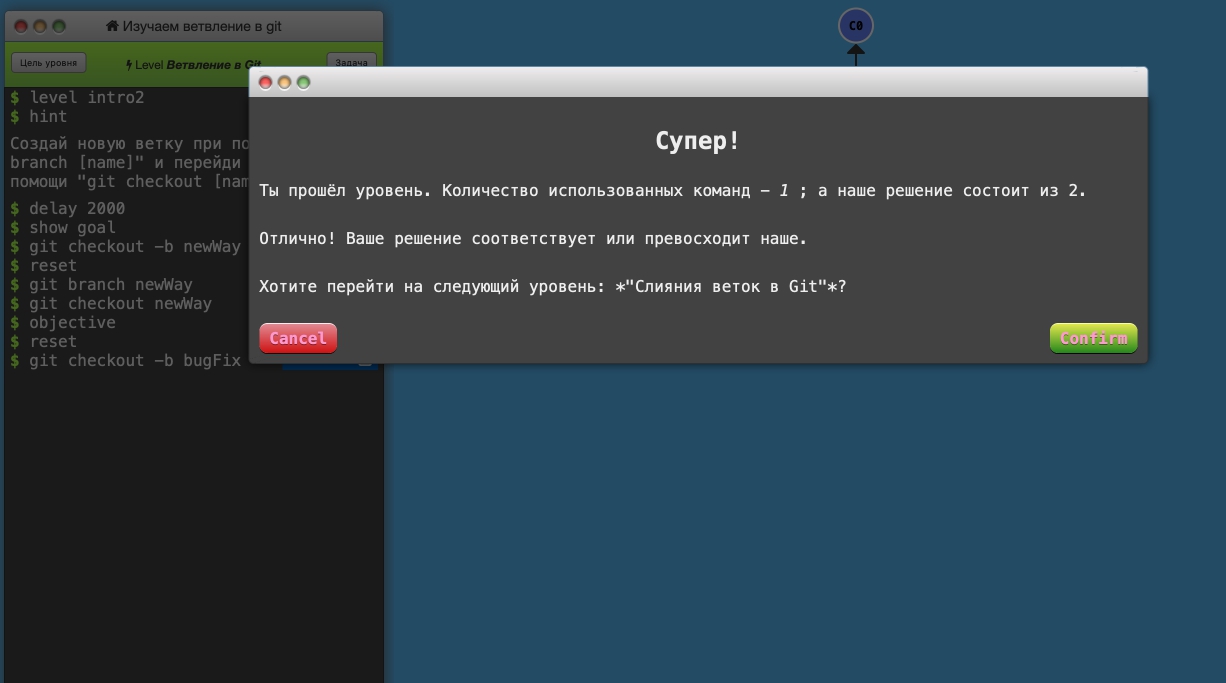 Изучаем ветвление в git
C0
Цель уровня
Level Ветвление в Git
Задача
$ level intro2
$ hint
Создай новую ветку при по
branch [name]" и перейди
помощи "git checkout [nam
$ delay 2000
$ show goal
$ git checkout -b newWay
$ reset
$ git branch newWay
$ git checkout newWay
$ objective
$ reset
$ git checkout -b bugFix
Супер!
Ты прошёл уровень. Количество использованных команд – 1 ; а наше решение состоит из 2.
Отлично! Ваше решение соответствует или превосходит наше.
Хотите перейти на следующий уровень: *"Слияния веток в Git"*?
Cancel
Confirm